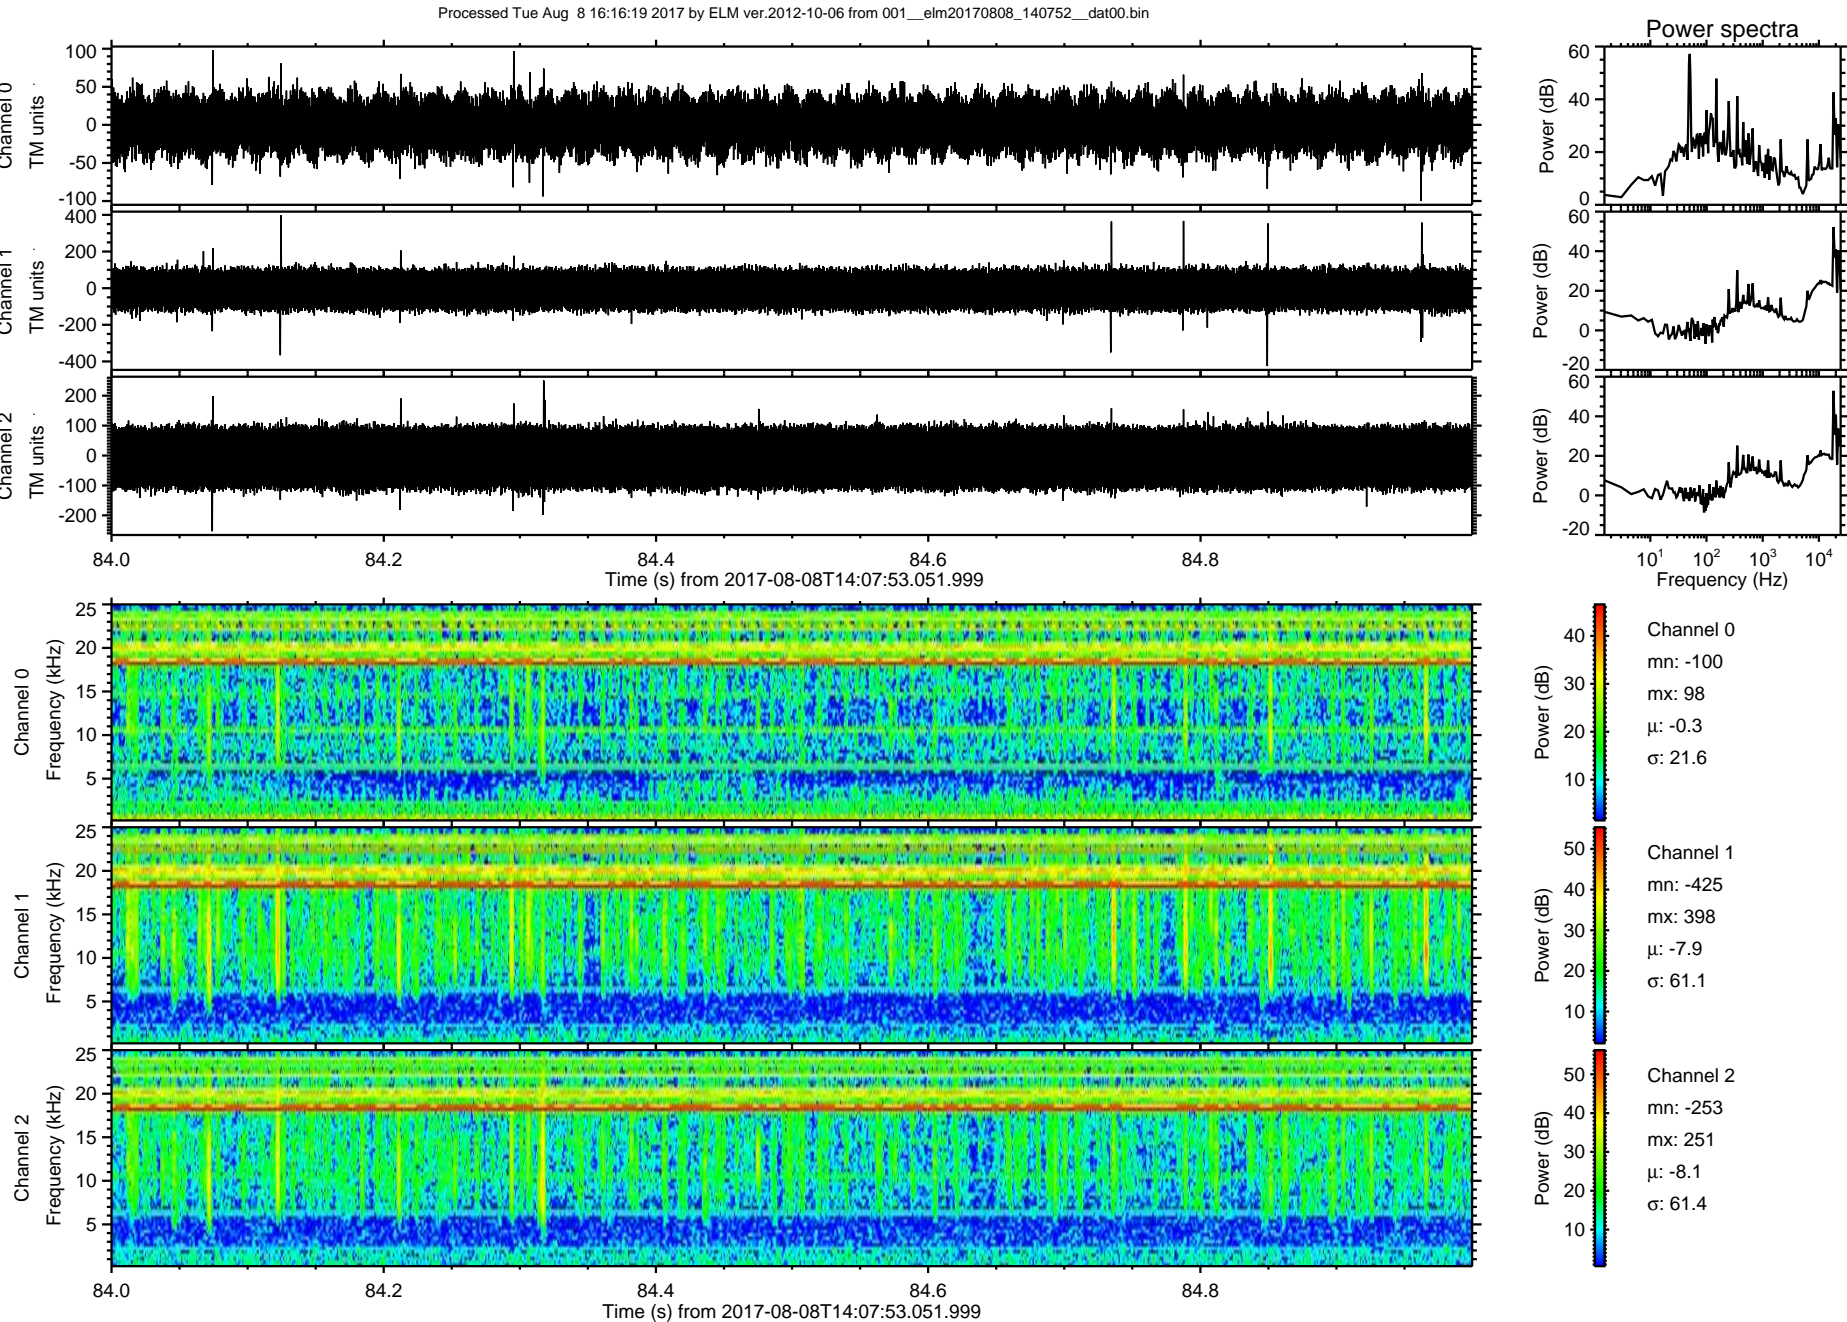 Processed Tue Aug  8 16:16:19 2017 by ELM ver.2012-10-06 from 001__elm20170808_140752__dat00.bin
Power spectra
Channel 0
TM units
100
50
0
-50
-100
Power (dB)
60
40
20
0
Channel 1
TM units
400
200
0
-200
-400
Power (dB)
60
40
20
0
-20
Channel 2
TM units
200
100
0
-100
-200
Power (dB)
60
40
20
0
-20
84.0 84.2 84.4 84.6 84.8
Time (s) from 2017-08-08T14:07:53.051.999
10¹ 10² 10³ 10⁴
Frequency (Hz)
Channel 0
Frequency (kHz)
25
20
15
10
5
Power (dB)
40
30
20
10
Channel 0
mn: -100
mx: 98
μ: -0.3
σ: 21.6
Channel 1
Frequency (kHz)
25
20
15
10
5
Power (dB)
50
40
30
20
10
Channel 1
mn: -425
mx: 398
μ: -7.9
σ: 61.1
Channel 2
Frequency (kHz)
25
20
15
10
5
Power (dB)
50
40
30
20
10
Channel 2
mn: -253
mx: 251
μ: -8.1
σ: 61.4
84.0 84.2 84.4 84.6 84.8
Time (s) from 2017-08-08T14:07:53.051.999